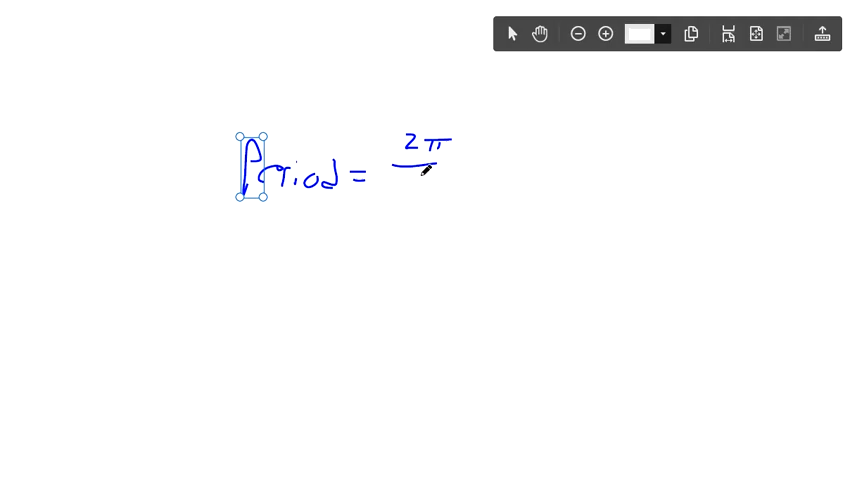 Period = 2π